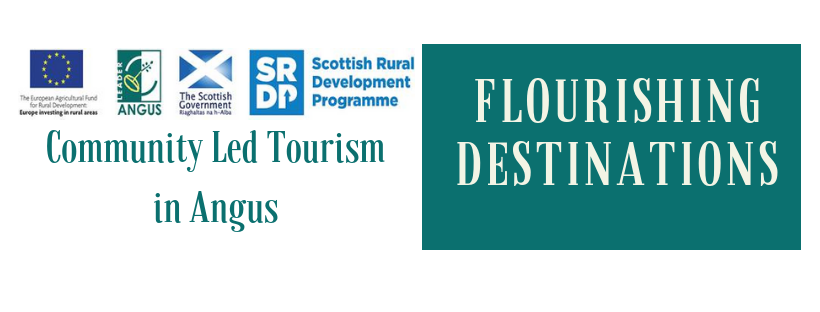 The European Agricultural Fund
for Rural Development:
Europe investing in rural areas
LEADER
ANGUS
The Scottish
Government
Riaghaltas na h-Alba
SR
DP
Scottish Rural
Development
Programme
Community Led Tourism
in Angus
FLOURISHING
DESTINATIONS